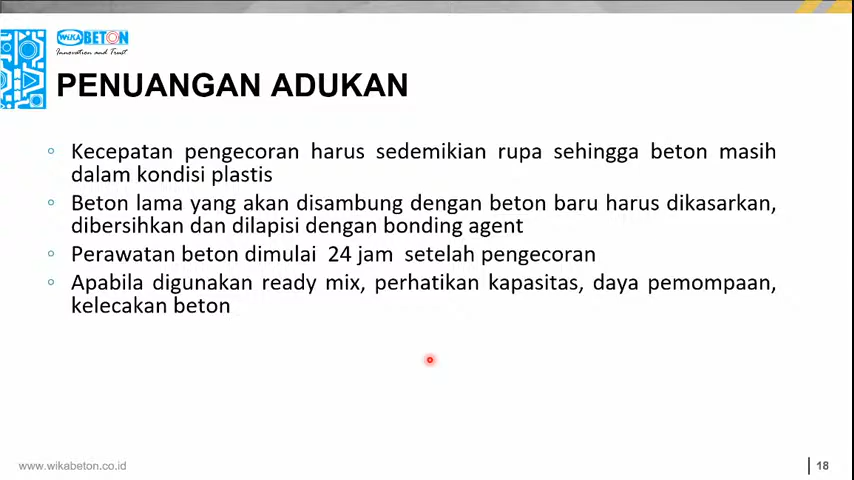 WIKA BETON
Innovation and Trust
PENUANGAN ADUKAN
Kecepatan pengecoran harus sedemikian rupa sehingga beton masih
dalam kondisi plastis
Beton lama yang akan disambung dengan beton baru harus dikasarkan,
dibersihkan dan dilapisi dengan bonding agent
Perawatan beton dimulai 24 jam setelah pengecoran
Apabila digunakan ready mix, perhatikan kapasitas, daya pemompaan,
kelecakan beton
www.wikabeton.co.id
18